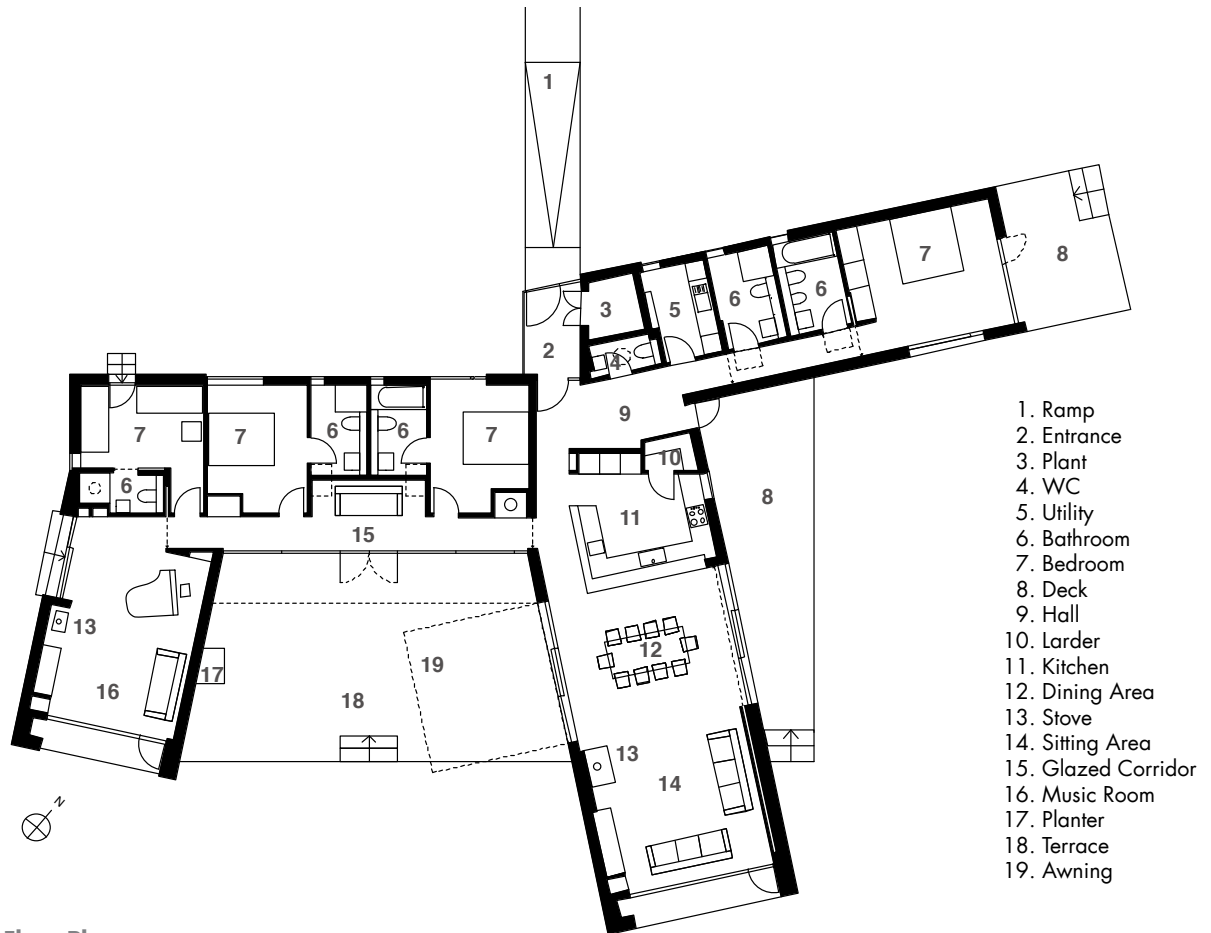 1
8
7
6
6
5
3
4
2
9
7
7
6
6
7
6
10
8
11
15
13
12
17
19
16
18
13
14
N
1. Ramp
2. Entrance
3. Plant
4. WC
5. Utility
6. Bathroom
7. Bedroom
8. Deck
9. Hall
10. Larder
11. Kitchen
12. Dining Area
13. Stove
14. Sitting Area
15. Glazed Corridor
16. Music Room
17. Planter
18. Terrace
19. Awning